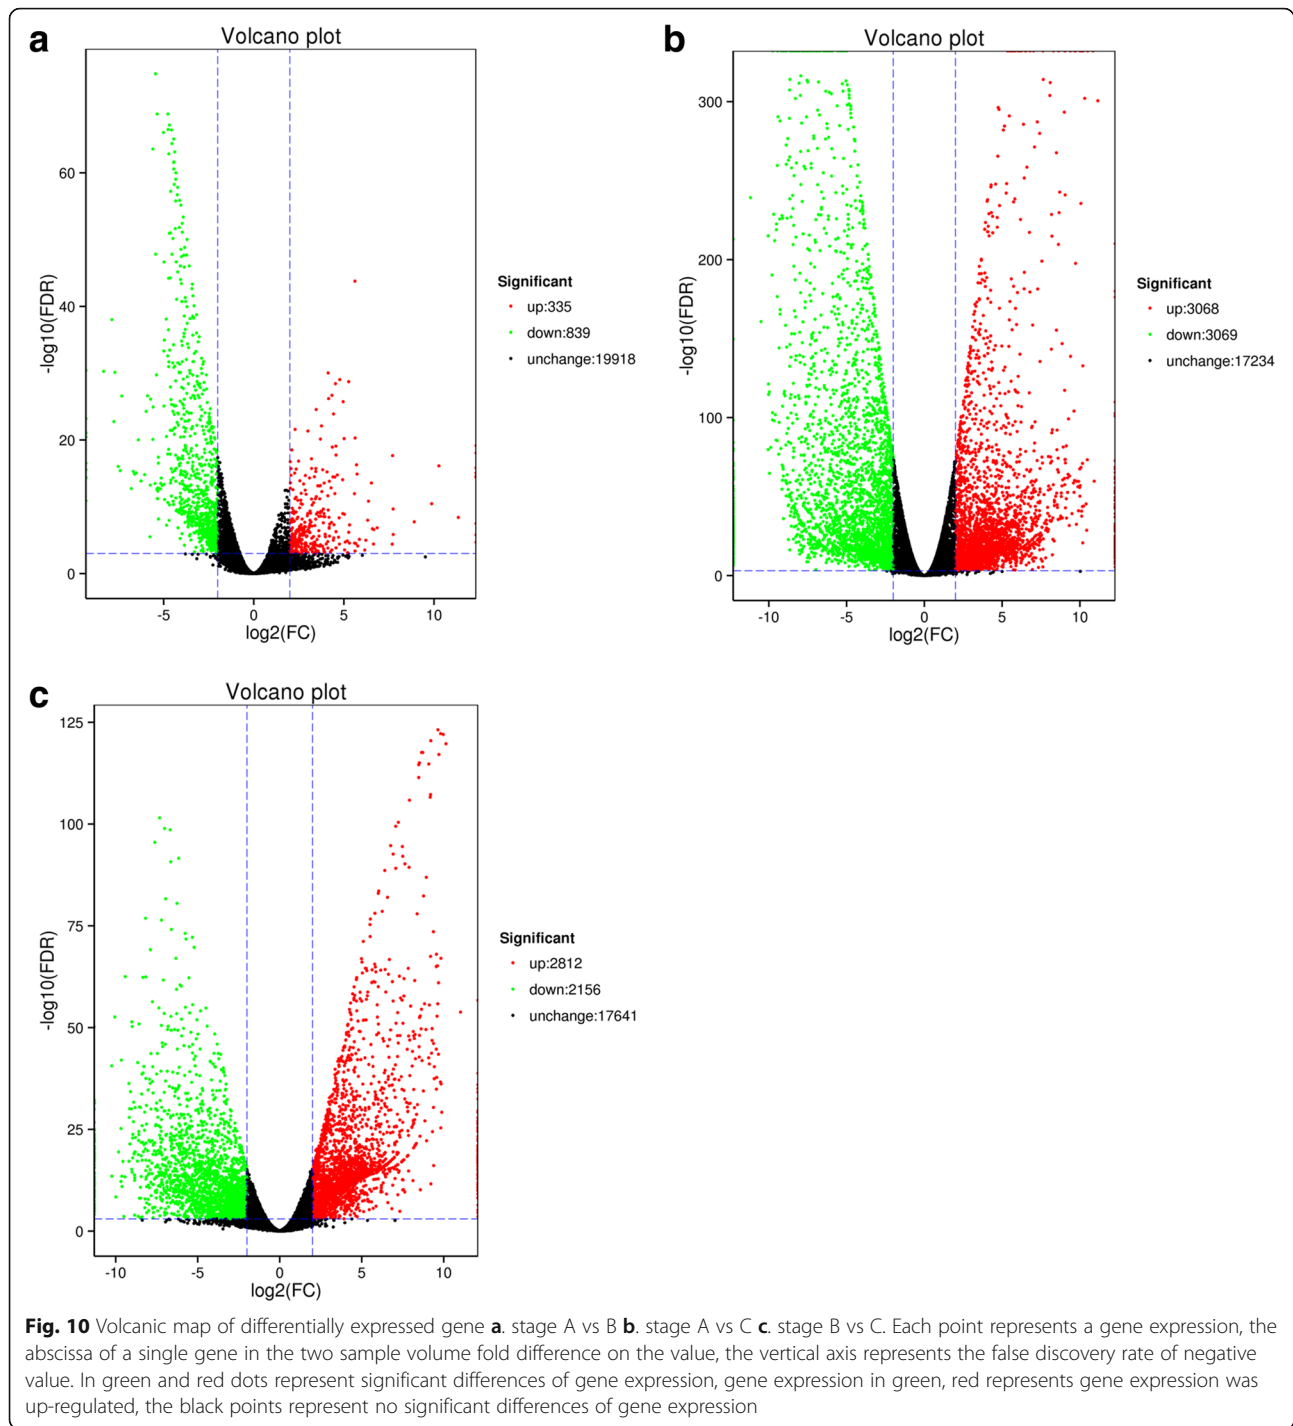 a
Volcano plot
60
40
20
0
-log10(FDR)
-5 0 5 10
log2(FC)
Significant
up:335
down:839
unchange:19918
b
Volcano plot
300
200
100
0
-log10(FDR)
-10 -5 0 5 10
log2(FC)
Significant
up:3068
down:3069
unchange:17234
c
Volcano plot
125
100
75
50
25
0
-log10(FDR)
-10 -5 0 5 10
log2(FC)
Significant
up:2812
down:2156
unchange:17641
Fig. 10 Volcanic map of differentially expressed gene a. stage A vs B b. stage A vs C c. stage B vs C. Each point represents a gene expression, the
abscissa of a single gene in the two sample volume fold difference on the value, the vertical axis represents the false discovery rate of negative
value. In green and red dots represent significant differences of gene expression, gene expression in green, red represents gene expression was
up-regulated, the black points represent no significant differences of gene expression